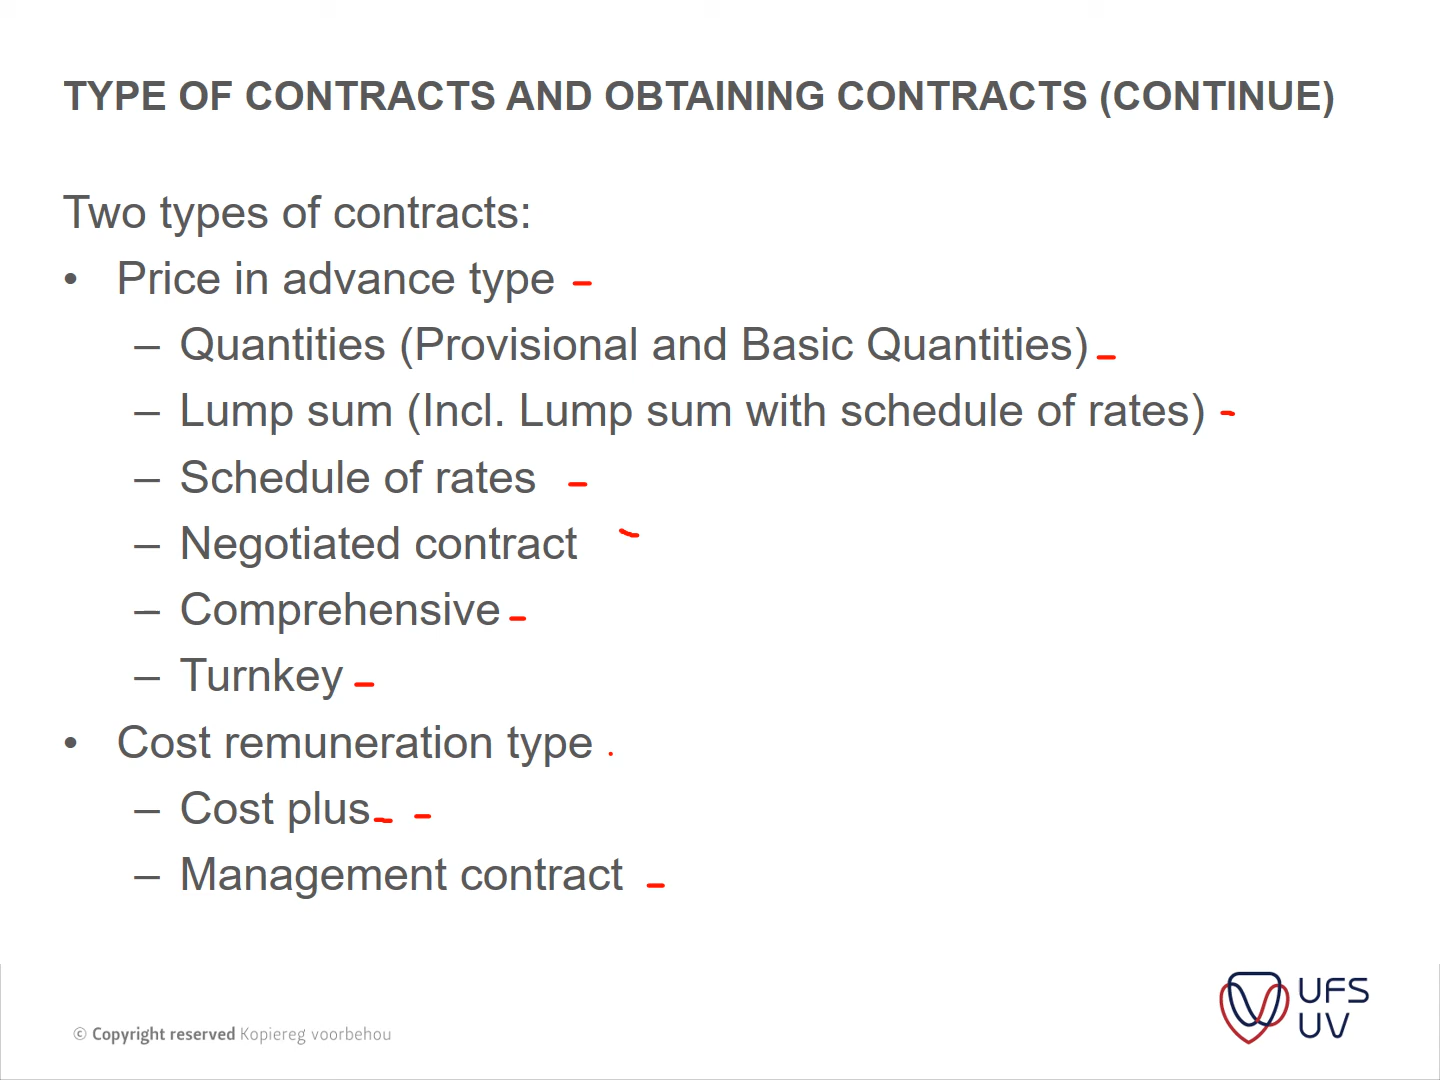 TYPE OF CONTRACTS AND OBTAINING CONTRACTS (CONTINUE)
Two types of contracts:
• Price in advance type
– Quantities (Provisional and Basic Quantities)
– Lump sum (Incl. Lump sum with schedule of rates)
– Schedule of rates
– Negotiated contract
– Comprehensive
– Turnkey
• Cost remuneration type
– Cost plus
– Management contract
© Copyright reserved Kopiereg voorbehou
UFS
UV